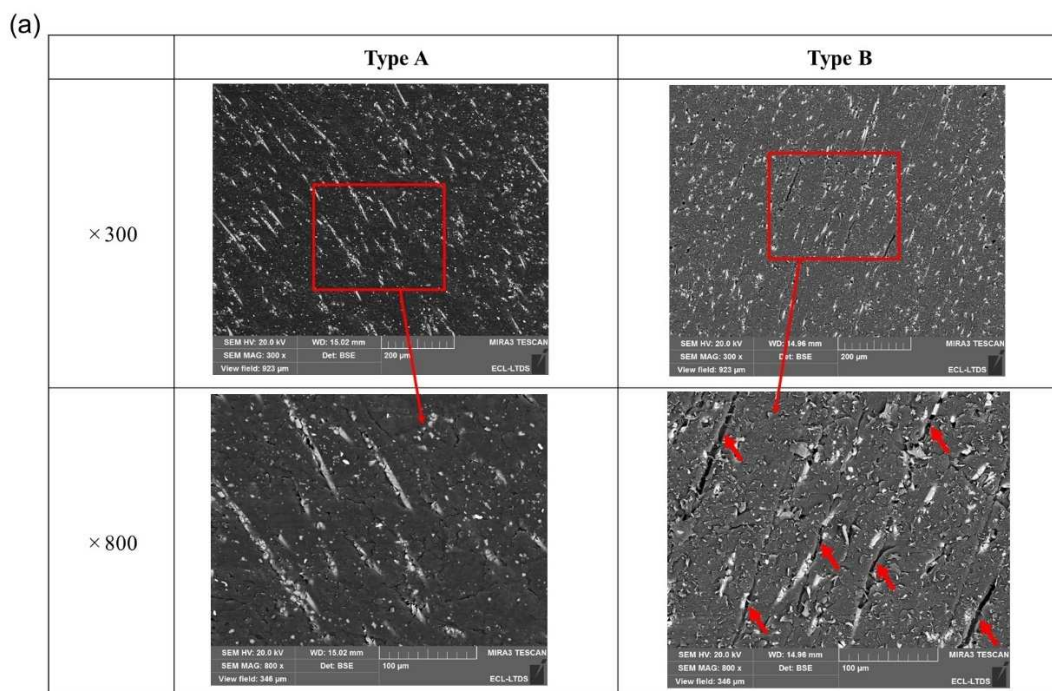 (a)
Type A
Type B
× 300
SEM HV: 20.0 kV WD: 15.02 mm MIRA3 TESCAN
SEM MAG: 300 x Det: BSE 200 µm
View field: 923 µm ECL-LTDS
SEM HV: 20.0 kV WD: 14.96 mm MIRA3 TESCAN
SEM MAG: 300 x Det: BSE 200 µm
View field: 923 µm ECL-LTDS
× 800
SEM HV: 20.0 kV WD: 15.02 mm MIRA3 TESCAN
SEM MAG: 800 x Det: BSE 100 µm
View field: 346 µm ECL-LTDS
SEM HV: 20.0 kV WD: 14.96 mm MIRA3 TESCAN
SEM MAG: 800 x Det: BSE 100 µm
View field: 346 µm ECL-LTDS